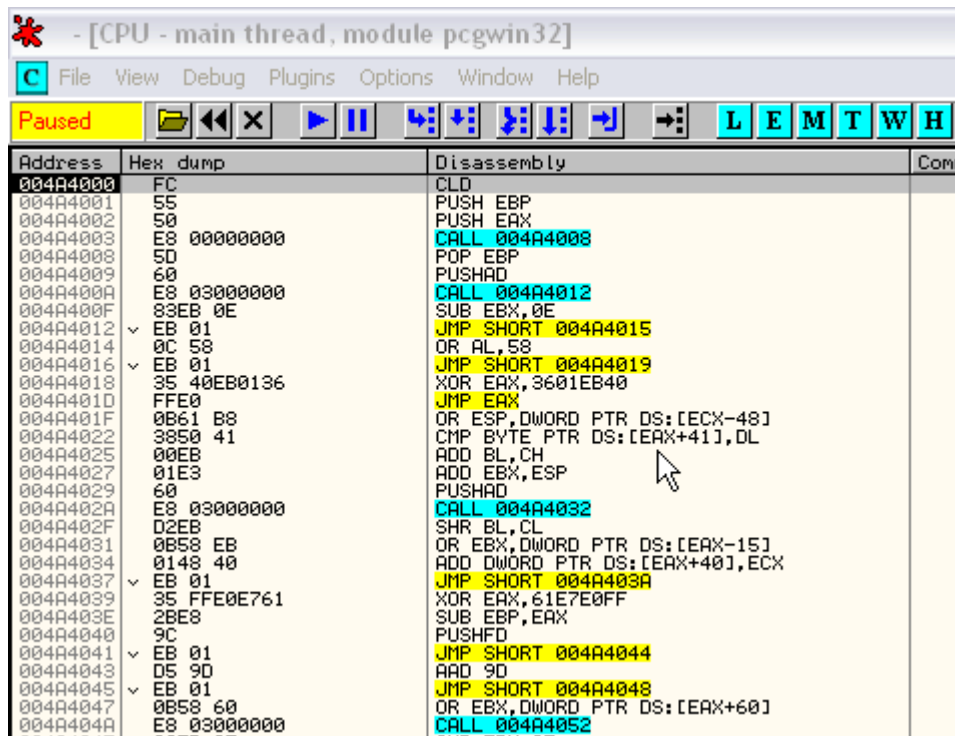 - [CPU - main thread, module pcgwin32]
C File View Debug Plugins Options Window Help
Paused L E M T W H
Address Hex dump Disassembly Com
004A4000 FC CLD
004A4001 55 PUSH EBP
004A4002 50 PUSH EAX
004A4003 E8 00000000 CALL 004A4008
004A4008 5D POP EBP
004A4009 60 PUSHAD
004A400A E8 03000000 CALL 004A4012
004A400F 83EB 0E SUB EBX,0E
004A4012 EB 01 JMP SHORT 004A4015
004A4014 0C 58 OR AL,58
004A4016 EB 01 JMP SHORT 004A4019
004A4018 35 40EB0136 XOR EAX,3601EB40
004A401D FFE0 JMP EAX
004A401F 0B61 B8 OR ESP,DWORD PTR DS:[ECX-48]
004A4022 3850 41 CMP BYTE PTR DS:[EAX+41],DL
004A4025 00EB ADD BL,CH
004A4027 01E3 ADD EBX,ESP
004A4029 60 PUSHAD
004A402A E8 03000000 CALL 004A4032
004A402F D2EB SHR BL,CL
004A4031 0B58 EB OR EBX,DWORD PTR DS:[EAX-15]
004A4034 0148 40 ADD DWORD PTR DS:[EAX+40],ECX
004A4037 EB 01 JMP SHORT 004A403A
004A4039 35 FFE0E761 XOR EAX,61E7E0FF
004A403E 2BE8 SUB EBP,EAX
004A4040 9C PUSHFD
004A4041 EB 01 JMP SHORT 004A4044
004A4043 D5 9D AAD 9D
004A4045 EB 01 JMP SHORT 004A4048
004A4047 0B58 60 OR EBX,DWORD PTR DS:[EAX+60]
004A404A E8 03000000 CALL 004A4052